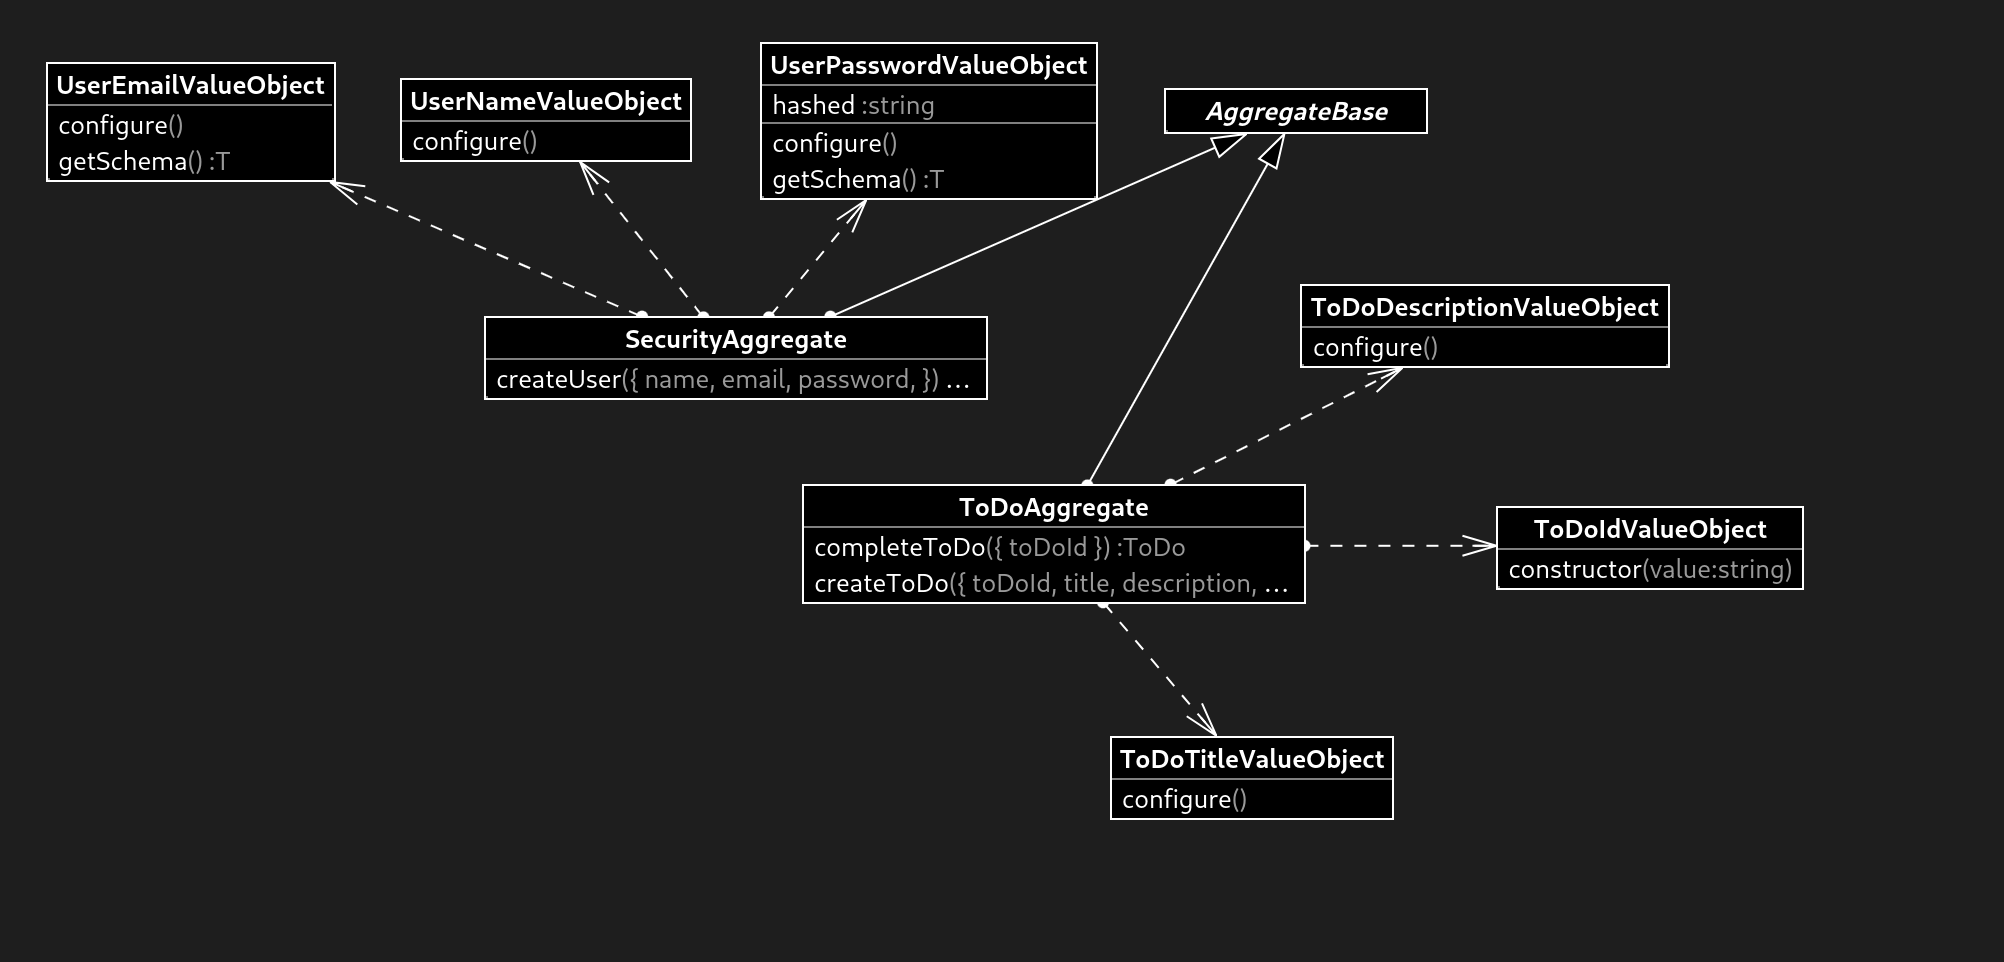 UserEmailValueObject
configure()
getSchema() :T
UserNameValueObject
configure()
UserPasswordValueObject
hashed :string
configure()
getSchema() :T
AggregateBase
SecurityAggregate
createUser({ name, email, password, }) ...
ToDoDescriptionValueObject
configure()
ToDoAggregate
completeToDo({ toDoId }) :ToDo
createToDo({ toDoId, title, description, ...
ToDoIdValueObject
constructor(value:string)
ToDoTitleValueObject
configure()